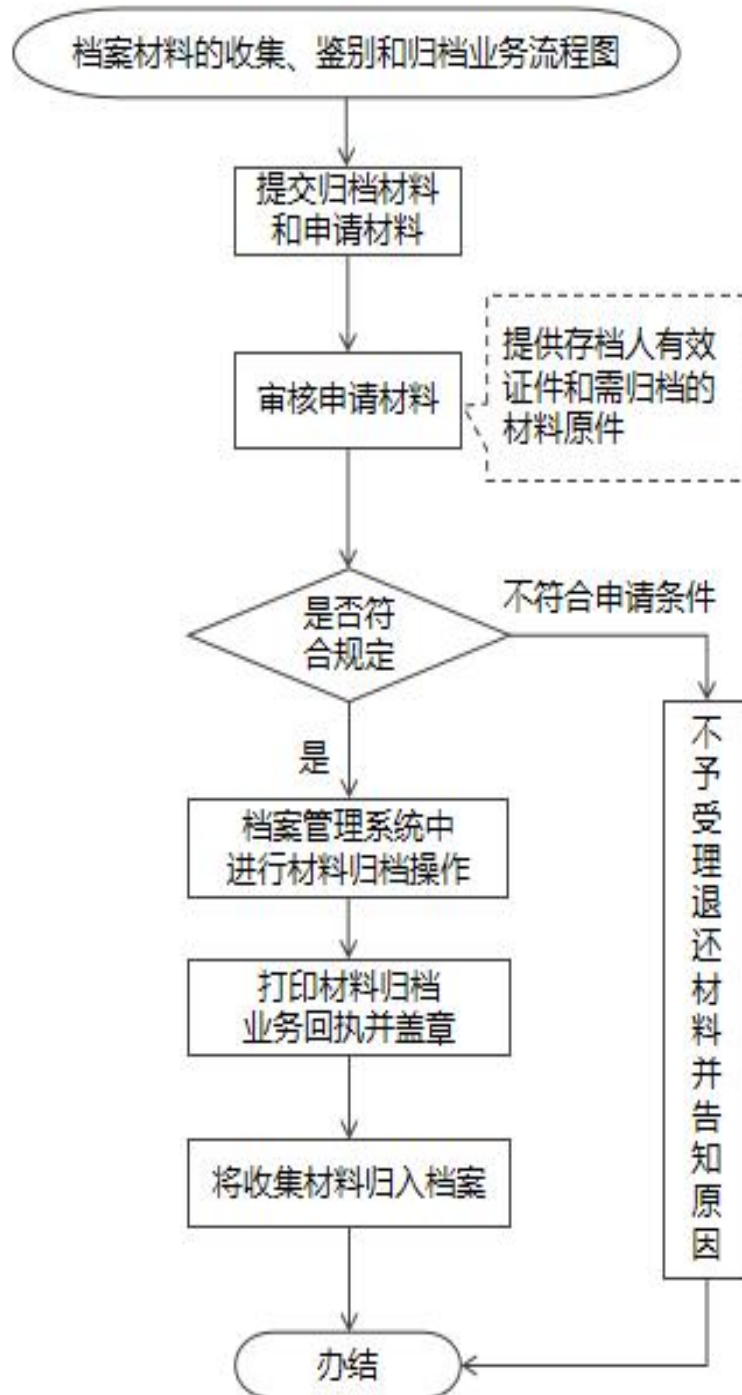 档案材料的收集、鉴别和归档业务流程图
提交归档材料
和申请材料
提供存档人有效
证件和需归档的
材料原件
审核申请材料
是否符
合规定
不符合申请条件
是
不予受理退还材料并告知原因
档案管理系统中
进行材料归档操作
打印材料归档
业务回执并盖章
将收集材料归入档案
办结